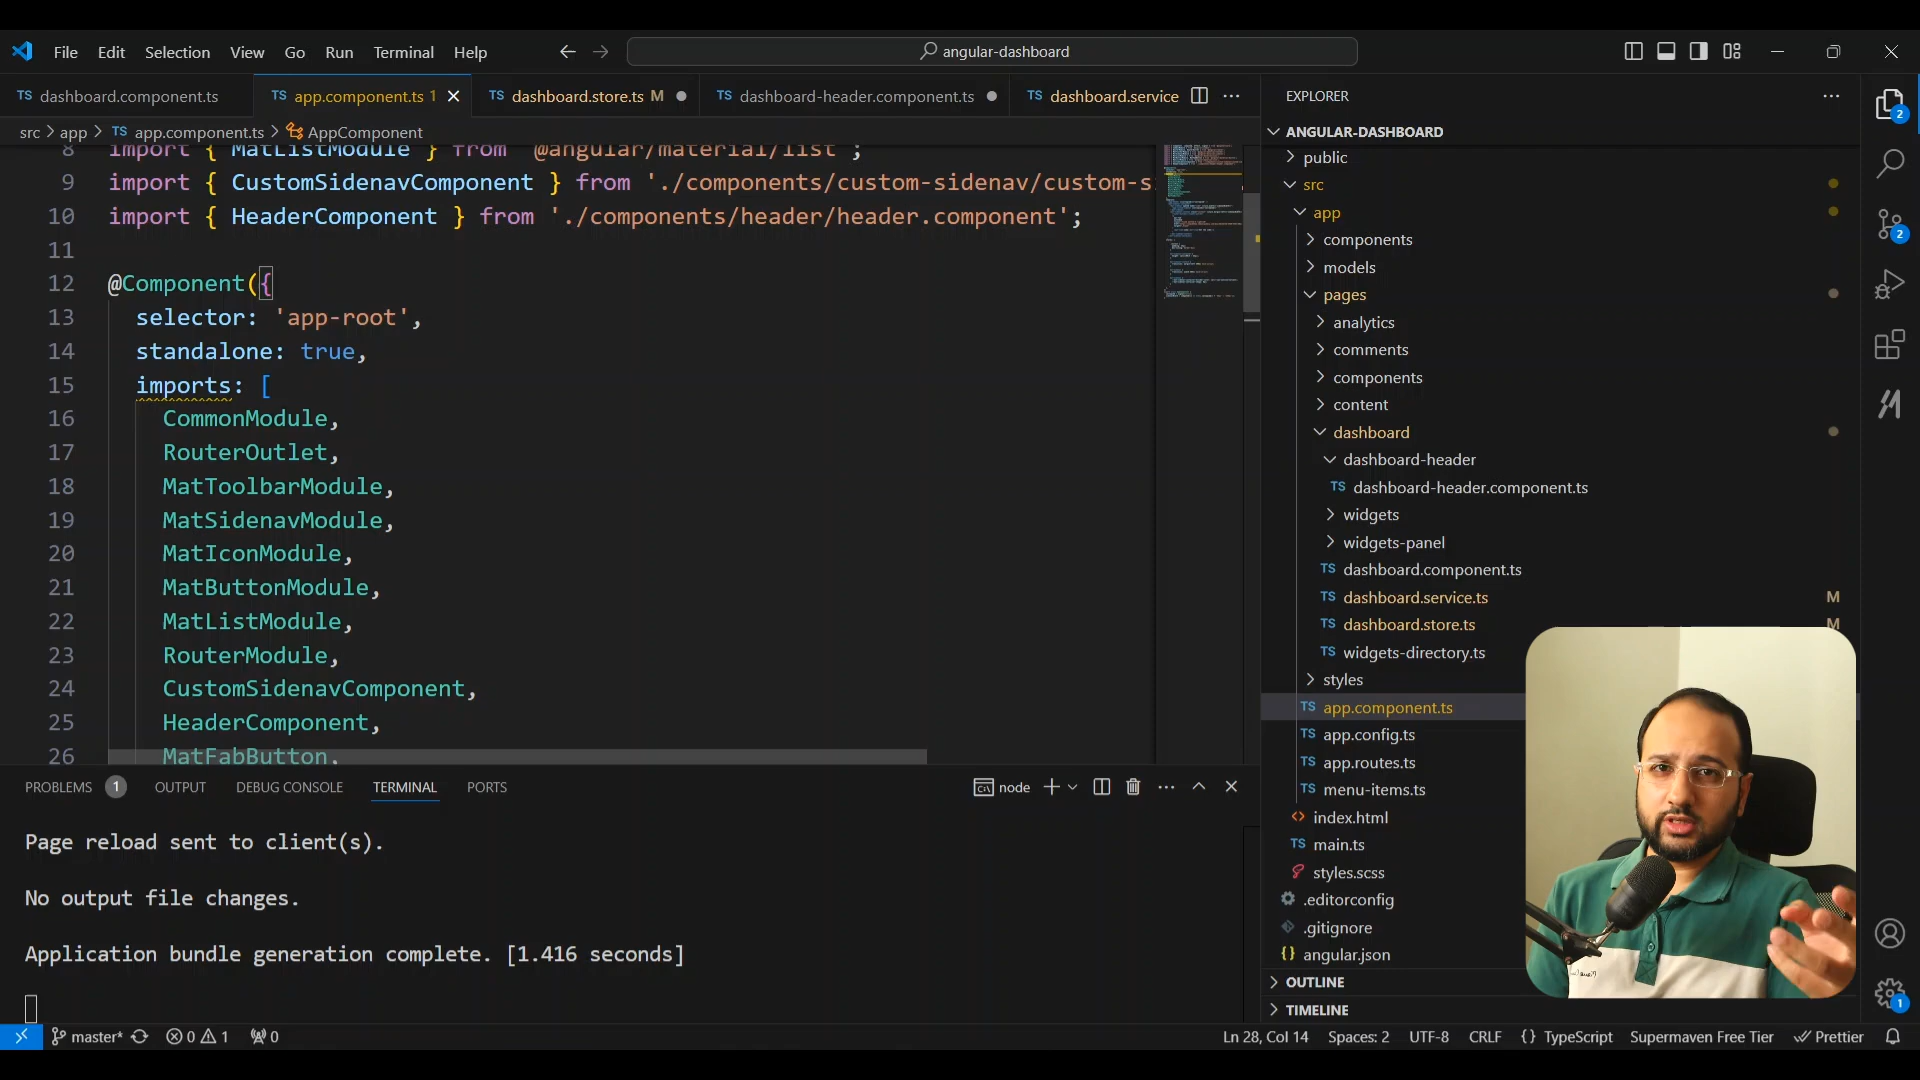 File Edit Selection View Go Run Terminal Help
angular-dashboard
TS dashboard.component.ts
TS app.component.ts 1
TS dashboard.store.ts M
TS dashboard-header.component.ts
TS dashboard.service
src > app > TS app.component.ts > AppComponent
8 import { MatListModule } from '@angular/material/list';
9 import { CustomSidenavComponent } from './components/custom-sidenav/custom-s
10 import { HeaderComponent } from './components/header/header.component';
11
12 @Component({
13 selector: 'app-root',
14 standalone: true,
15 imports: [
16 CommonModule,
17 RouterOutlet,
18 MatToolbarModule,
19 MatSidenavModule,
20 MatIconModule,
21 MatButtonModule,
22 MatListModule,
23 RouterModule,
24 CustomSidenavComponent,
25 HeaderComponent,
26 MatFabButton,
PROBLEMS 1 OUTPUT DEBUG CONSOLE TERMINAL PORTS
node
Page reload sent to client(s).
No output file changes.
Application bundle generation complete. [1.416 seconds]
EXPLORER
ANGULAR-DASHBOARD
public
src
app
components
models
pages
analytics
comments
components
content
dashboard
dashboard-header
TS dashboard-header.component.ts
widgets
widgets-panel
TS dashboard.component.ts
TS dashboard.service.ts M
TS dashboard.store.ts M
TS widgets-directory.ts
styles
TS app.component.ts
TS app.config.ts
TS app.routes.ts
TS menu-items.ts
index.html
TS main.ts
styles.scss
.editorconfig
.gitignore
{} angular.json
OUTLINE
TIMELINE
2
2
1
master* 0 1 0
Ln 28, Col 14 Spaces: 2 UTF-8 CRLF {} TypeScript Supermaven Free Tier Prettier